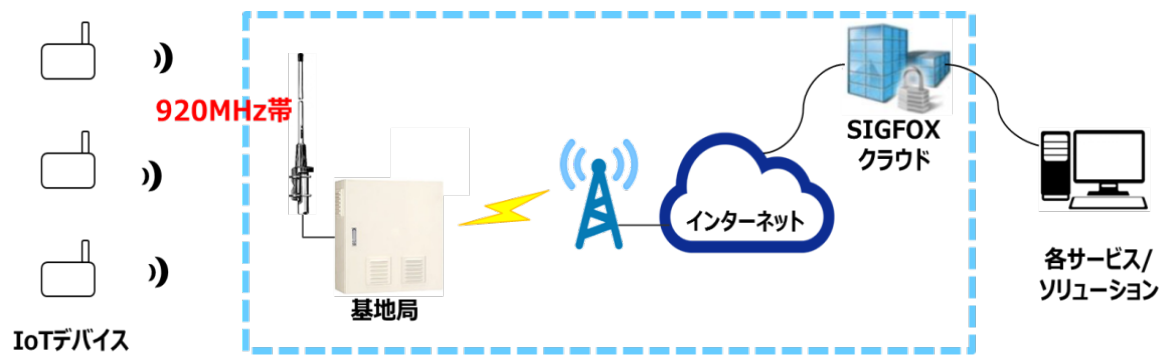 920MHz帯
SIGFOX
クラウド
インターネット
基地局
各サービス/
ソリューション
IoTデバイス